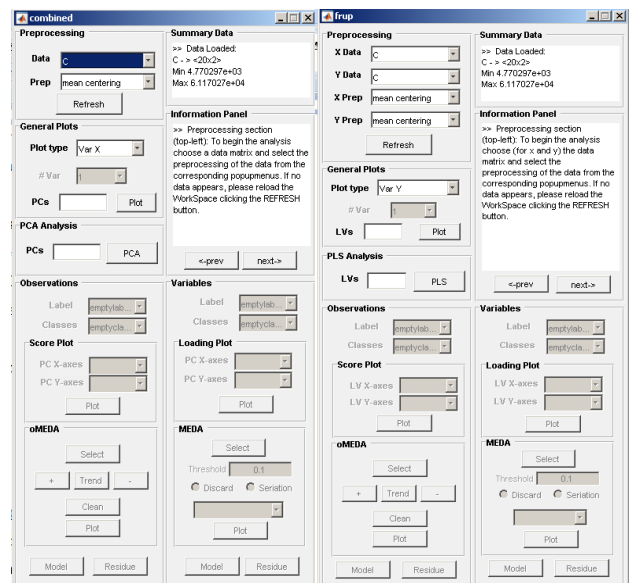 combined
Preprocessing
Data C
Prep mean centering
Refresh
General Plots
Plot type Var X
# Var 1
PCs Plot
PCA Analysis
PCs PCA
Summary Data
>> Data Loaded:
C - > <20x2>
Min 4.770297e+03
Max 6.117027e+04
Information Panel
>> Preprocessing section
(top-left): To begin the analysis
choose a data matrix and select the
preprocessing of the data from the
corresponding popupmenus. If no
data appears, please reload the
WorkSpace clicking the REFRESH
button.
<-prev next->
Observations
Label emptylab...
Classes emptycla...
Score Plot
PC X-axes
PC Y-axes
Plot
oMEDA
Select
+ Trend -
Clean
Plot
Model Residue
Variables
Label emptylab...
Classes emptycla...
Loading Plot
PC X-axes
PC Y-axes
Plot
MEDA
Select
Threshold 0.1
Discard Seriation
Plot
Model Residue
frup
Preprocessing
X Data C
Y Data C
X Prep mean centering
Y Prep mean centering
Refresh
General Plots
Plot type Var Y
# Var 1
LVs Plot
PLS Analysis
LVs PLS
Summary Data
>> Data Loaded:
C - > <20x2>
Min 4.770297e+03
Max 6.117027e+04
Information Panel
>> Preprocessing section
(top-left): To begin the analysis
choose (for x and y) the data
matrix and select the
preprocessing of the data from the
corresponding popupmenus. If no
data appears, please reload the
WorkSpace clicking the REFRESH
button.
<-prev next->
Observations
Label emptylab...
Classes emptycla...
Score Plot
LV X-axes
LV Y-axes
Plot
oMEDA
Select
+ Trend -
Clean
Plot
Model Residue
Variables
Label emptylab...
Classes emptycla...
Loading Plot
LV X-axes
LV Y-axes
Plot
MEDA
Select
Threshold 0.1
Discard Seriation
Plot
Model Residue